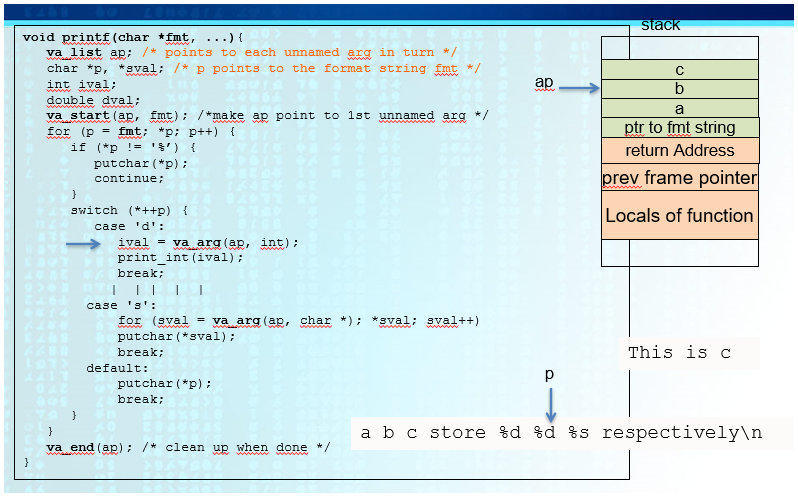 void printf(char *fmt, ...){
va_list ap; /* points to each unnamed arg in turn */
char *p, *sval; /* p points to the format string fmt */
int ival;
double dval;
va_start(ap, fmt); /*make ap point to 1st unnamed arg */
for (p = fmt; *p; p++) {
if (*p != '%’) {
putchar(*p);
continue;
}
switch (*++p) {
case 'd':
ival = va_arg(ap, int);
print_int(ival);
break;
| | | | |
case 's':
for (sval = va_arg(ap, char *); *sval; sval++)
putchar(*sval);
break;
default:
putchar(*p);
break;
}
}
va_end(ap); /* clean up when done */
}
stack
ap
c
b
a
ptr to fmt string
return Address
prev frame pointer
Locals of function
This is c
p
a b c store %d %d %s respectively\n